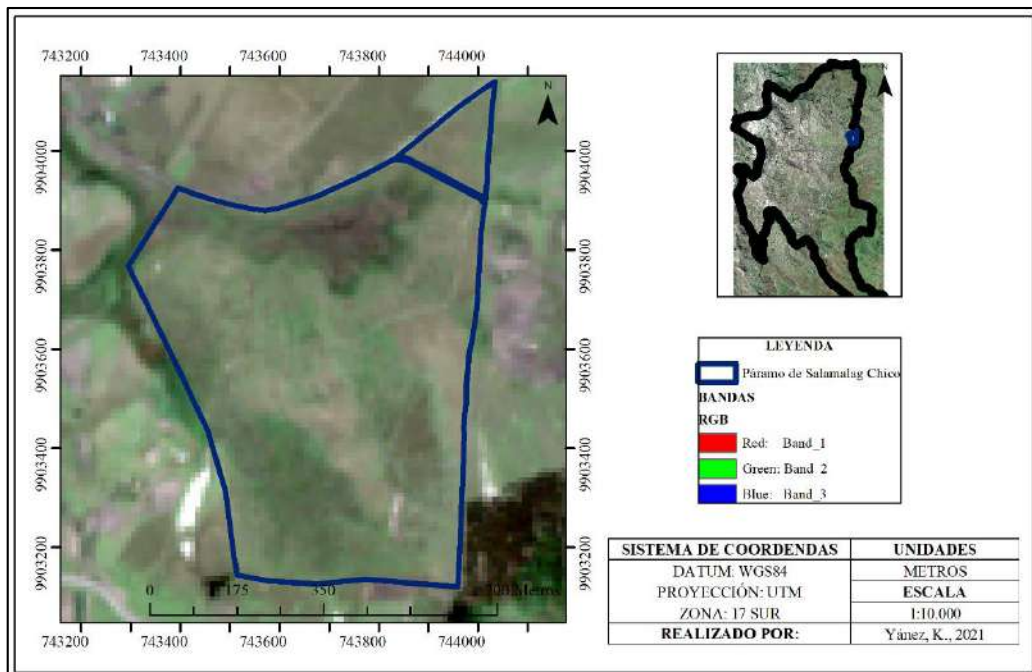 743200 743400 743600 743800 744000
N
9904000 9904000
9903800 9903800
9903600 9903600
9903400 9903400
9903200 9903200
0 175 350 700 Metros
743200 743400 743600 743800 744000
LEYENDA
Páramo de Salamalag Chico
BANDAS
RGB
Red: Band_1
Green: Band_2
Blue: Band_3
SISTEMA DE COORDENDAS UNIDADES
DATUM: WGS84 METROS
PROYECCIÓN: UTM ESCALA
ZONA: 17 SUR 1:10.000
REALIZADO POR: Yánez, K., 2021